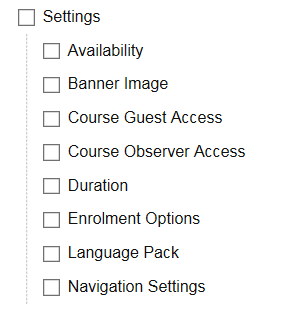 Settings
Availability
Banner Image
Course Guest Access
Course Observer Access
Duration
Enrolment Options
Language Pack
Navigation Settings